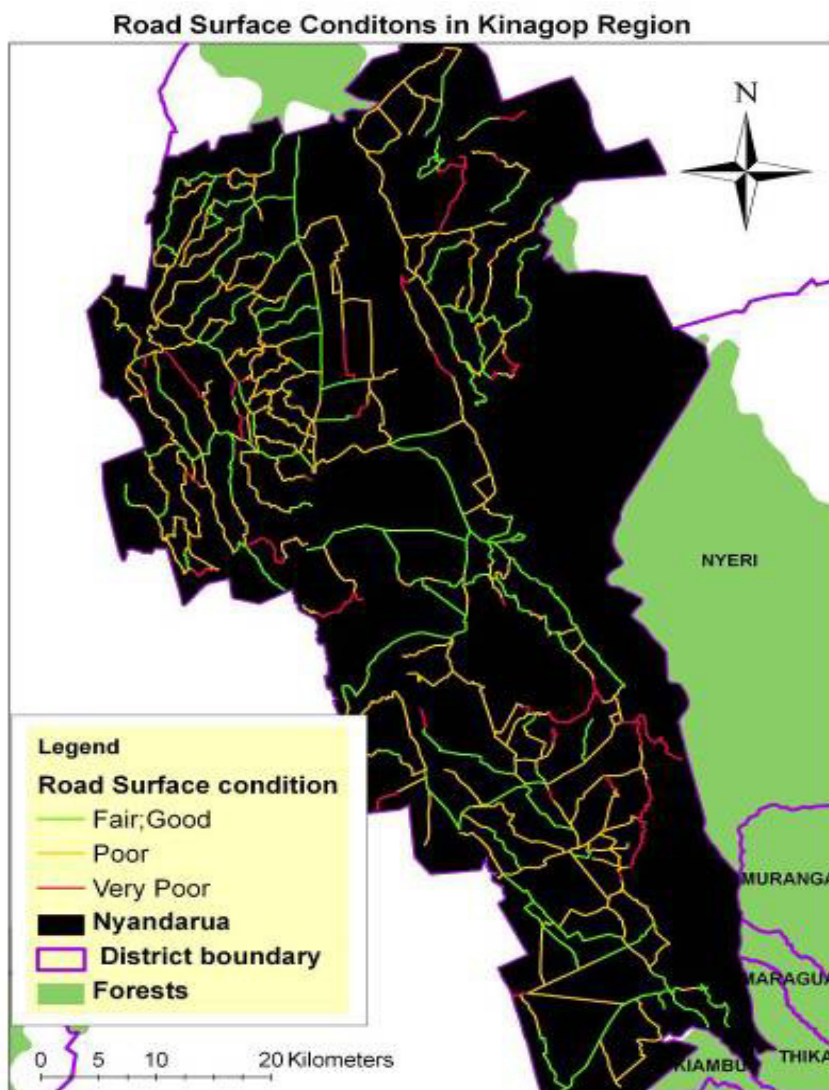 Road Surface Conditons in Kinagop Region
N
NYERI
Legend
Road Surface condition
Fair;Good
Poor
Very Poor
Nyandarua
District boundary
Forests
MURANGA
MARAGUA
THIKA
KIAMBU
0 5 10 20 Kilometers